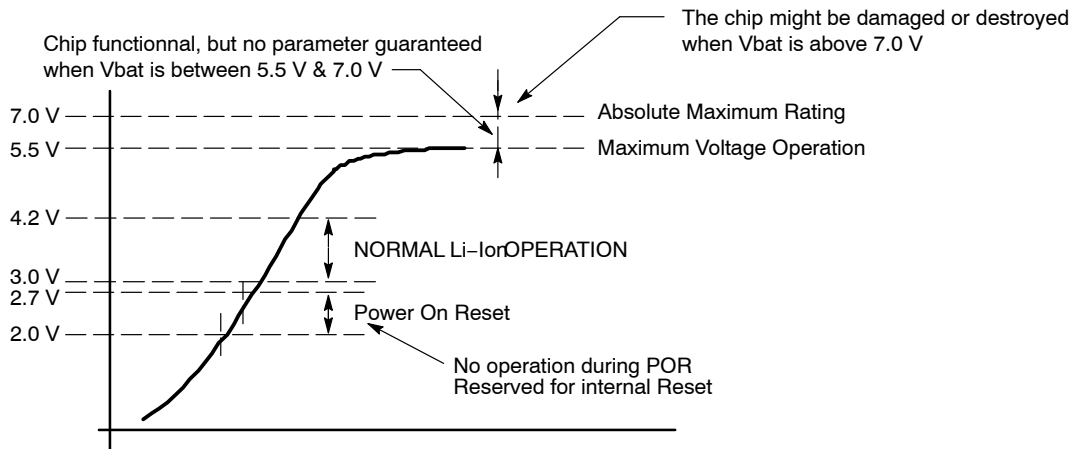 The chip might be damaged or destroyed
when Vbat is above 7.0 V
Chip functionnal, but no parameter guaranteed
when Vbat is between 5.5 V & 7.0 V
7.0 V
Absolute Maximum Rating
5.5 V
Maximum Voltage Operation
4.2 V
NORMAL Li−IonOPERATION
3.0 V
2.7 V
Power On Reset
2.0 V
No operation during POR
Reserved for internal Reset